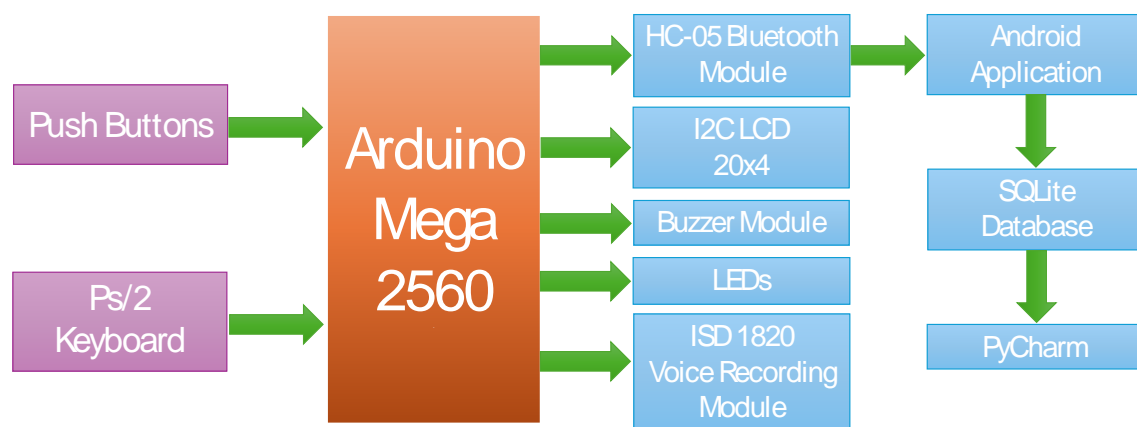 Push Buttons
Ps/2
Keyboard
Arduino
Mega
2560
HC-05 Bluetooth
Module
I2C LCD
20x4
Buzzer Module
LEDs
ISD 1820
Voice Recording
Module
Android
Application
SQLite
Database
PyCharm